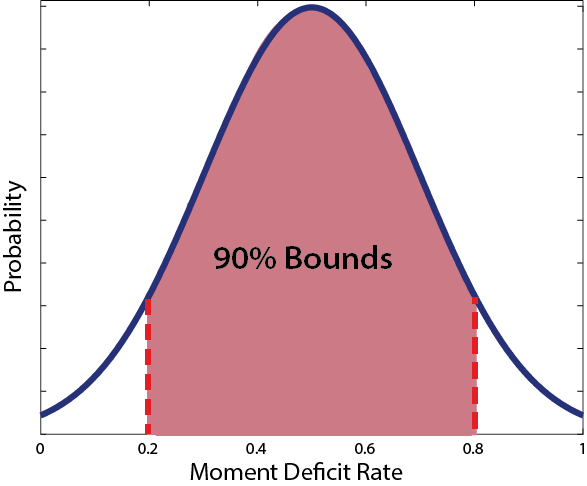 Probability
90% Bounds
0 0.2 0.4 0.6 0.8 1
Moment Deficit Rate